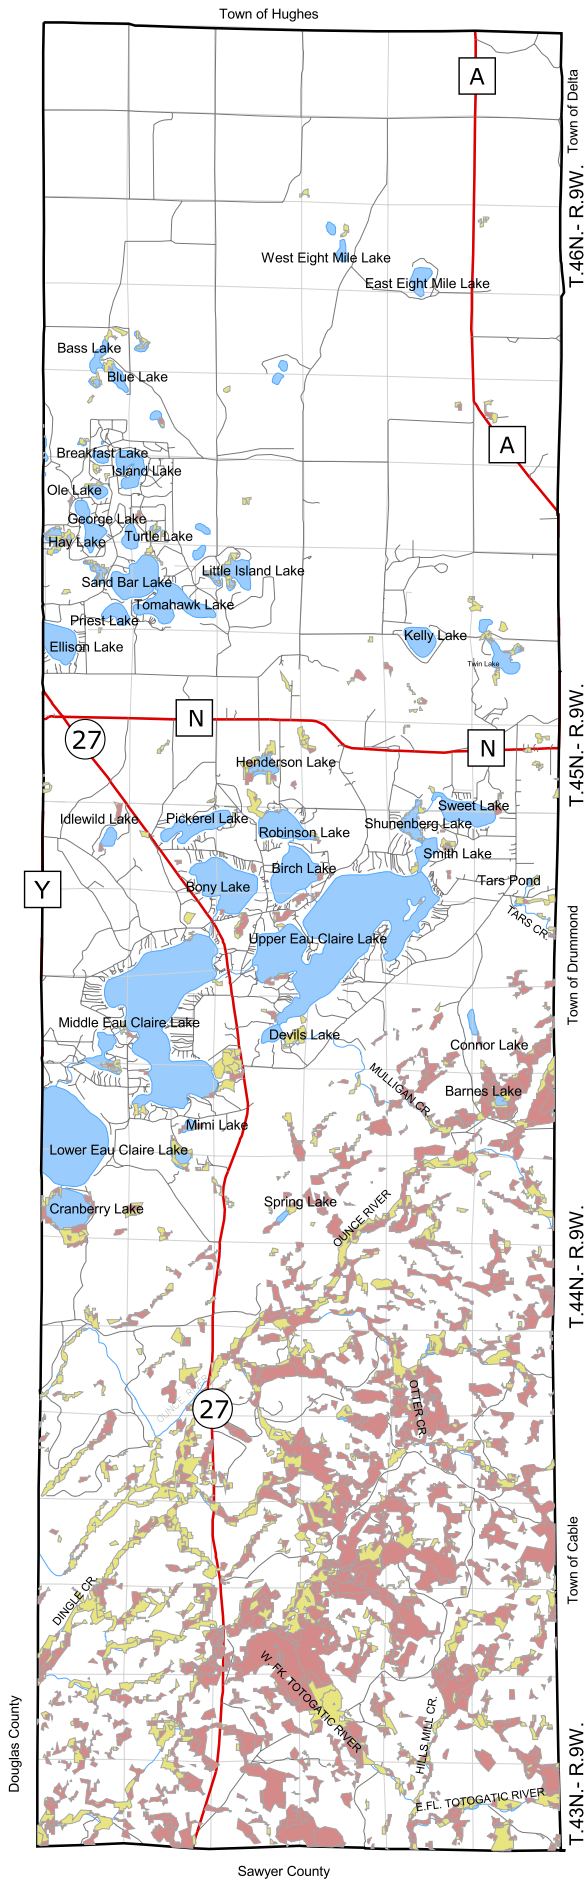 Town of Hughes
A
Town of Delta
T.46N.- R.9W.
West Eight Mile Lake
East Eight Mile Lake
Bass Lake
Blue Lake
A
Breakfast Lake
Island Lake
Ole Lake
George Lake
Turtle Lake
Hay Lake
Little Island Lake
Sand Bar Lake
Tomahawk Lake
Priest Lake
Kelly Lake
Ellison Lake
Twin Lake
T.45N.- R.9W.
N
27
N
Henderson Lake
Idlewild Lake
Pickerel Lake
Sweet Lake
Shunenberg Lake
Robinson Lake
Smith Lake
Birch Lake
Tars Pond
Bony Lake
Y
TARS CR.
Town of Drummond
Upper Eau Claire Lake
Middle Eau Claire Lake
Devils Lake
Connor Lake
MULLIGAN CR.
Barnes Lake
Mimi Lake
Lower Eau Claire Lake
Spring Lake
Cranberry Lake
OUNCE RIVER
T.44N.- R.9W.
OUNCE RIVER
27
OTTER CR.
Town of Cable
DINGLE CR.
W. FK. TOTOGATIC RIVER
Douglas County
HILLS MILL CR.
T.43N.- R.9W.
E.FL. TOTOGATIC RIVER
Sawyer County